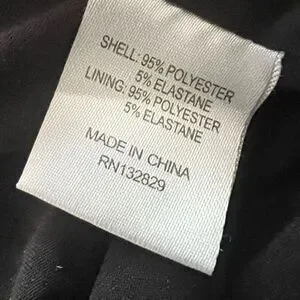 SHELL: 95% POLYESTER
5% ELASTANE
LINING: 95% POLYESTER
5% ELASTANE
MADE IN CHINA
RN132829